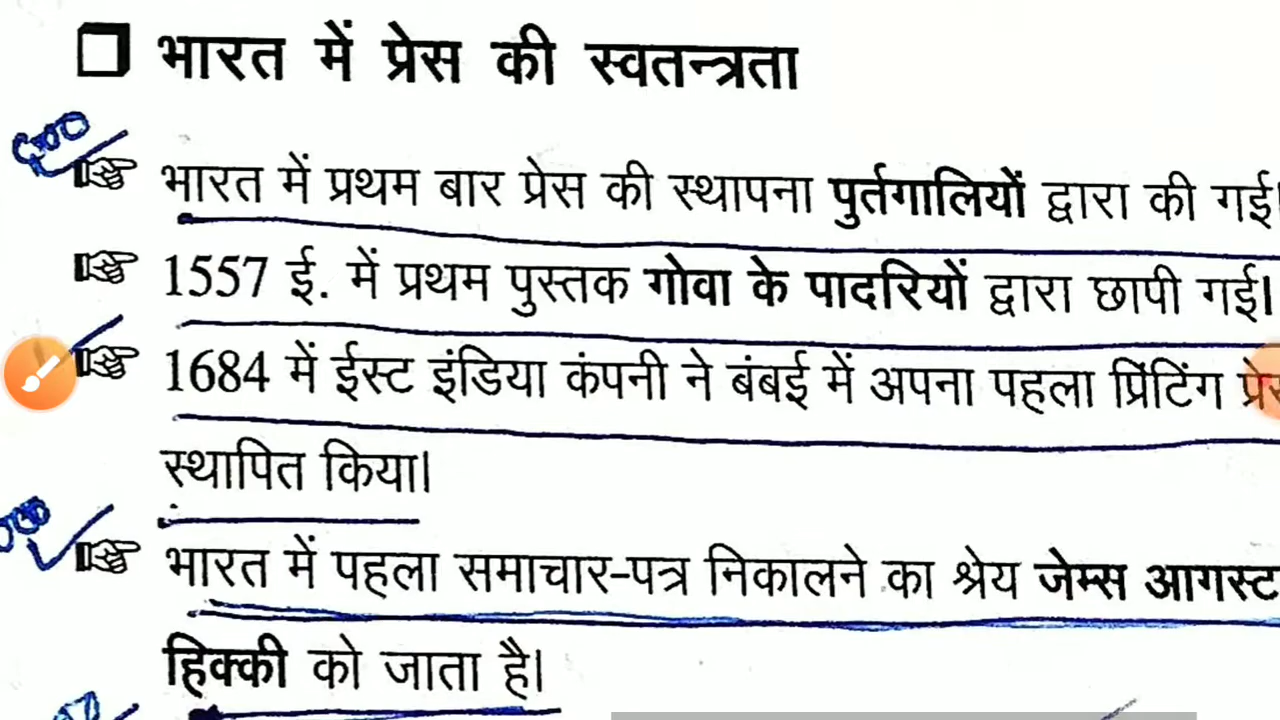 भारत में प्रेस की स्वतन्त्रता
भारत में प्रथम बार प्रेस की स्थापना पुर्तगालियों द्वारा की गई।
1557 ई. में प्रथम पुस्तक गोवा के पादरियों द्वारा छापी गई।
1684 में ईस्ट इंडिया कंपनी ने बंबई में अपना पहला प्रिंटिंग
स्थापित किया।
भारत में पहला समाचार-पत्र निकालने का श्रेय जेम्स आगस्ट
हिक्की को जाता है।